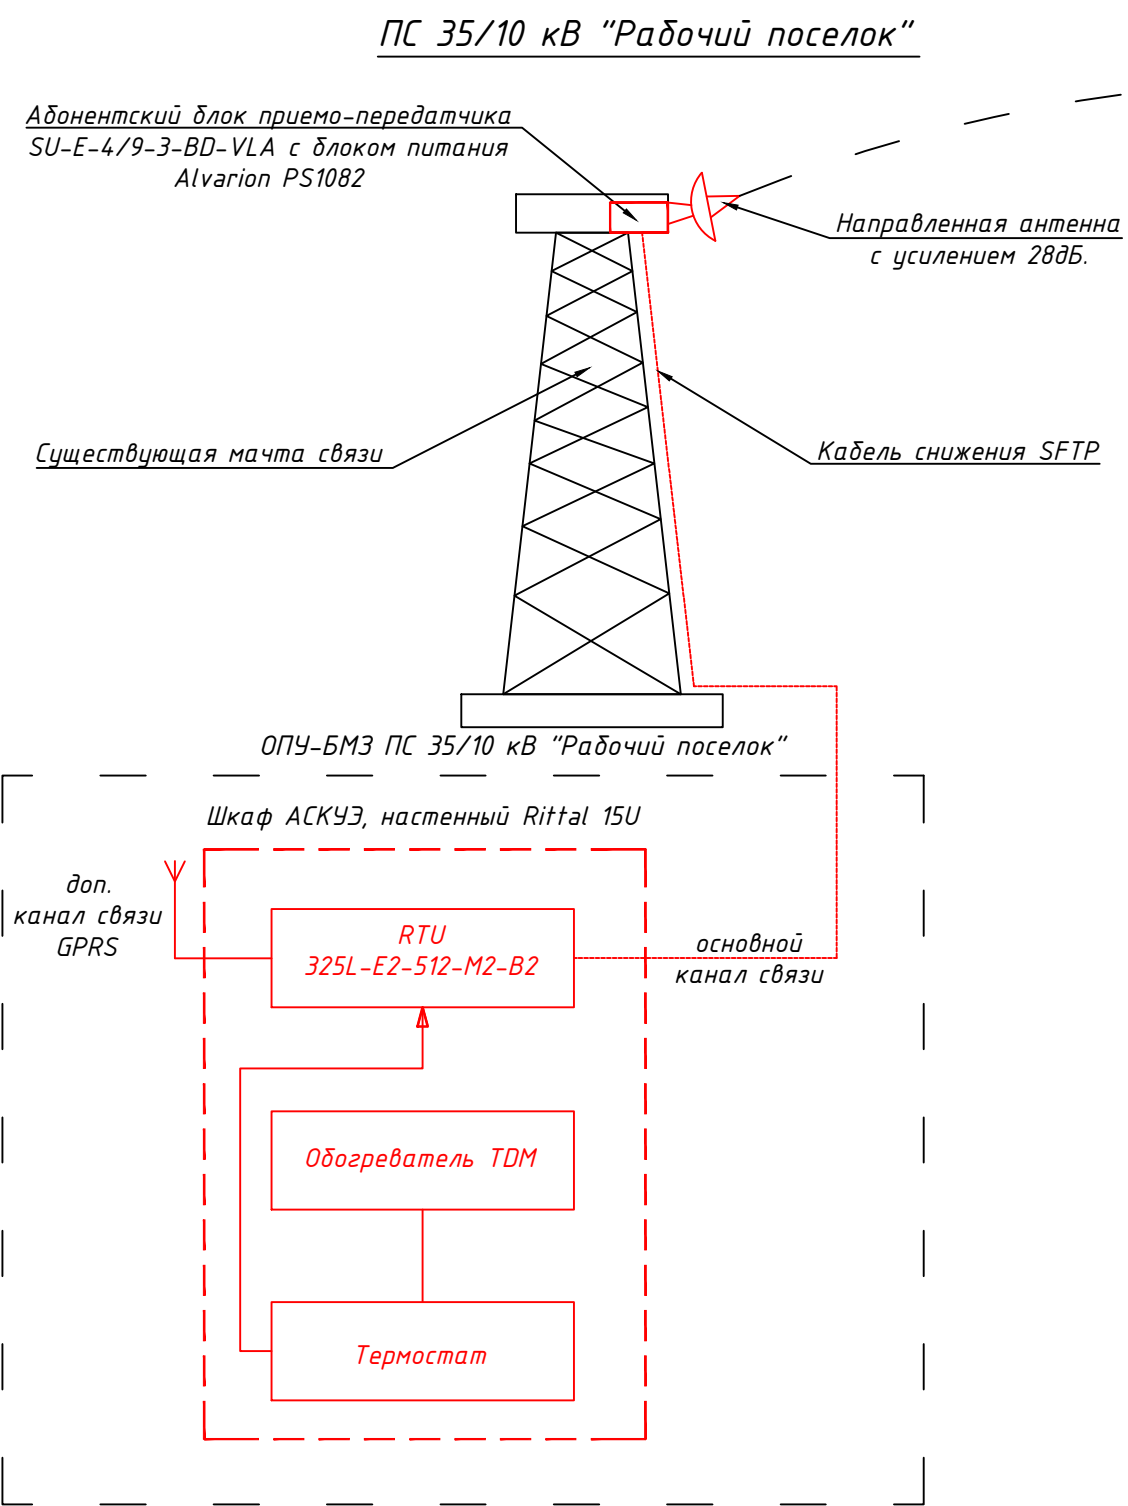 ПС 35/10 кВ "Рабочий поселок"
Абонентский блок приемо-передатчика
SU-E-4/9-3-BD-VLA с блоком питания
Alvarion PS1082
Направленная антенна
с усилением 28дБ.
Существующая мачта связи
Кабель снижения SFTP
ОПУ-БМЗ ПС 35/10 кВ "Рабочий поселок"
Шкаф АСКУЭ, настенный Rittal 15U
доп.
канал связи
GPRS
RTU
325L-E2-512-M2-B2
основной
канал связи
Обогреватель TDM
Термостат